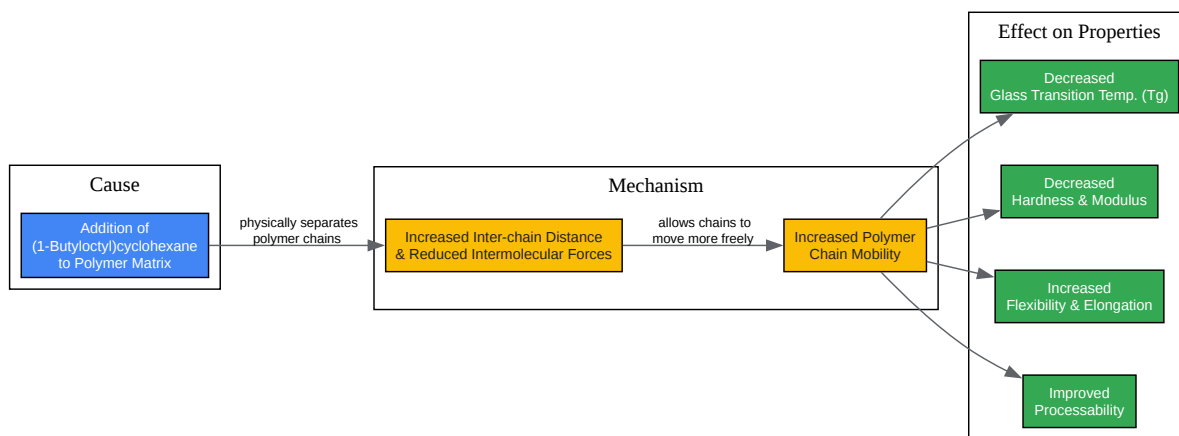 Cause
Addition of
(1-Butyloctyl)cyclohexane
to Polymer Matrix
physically separates
polymer chains
Mechanism
Increased Inter-chain Distance
& Reduced Intermolecular Forces
allows chains to
move more freely
Increased Polymer
Chain Mobility
Effect on Properties
Decreased
Glass Transition Temp. (Tg)
Decreased
Hardness & Modulus
Increased
Flexibility & Elongation
Improved
Processability